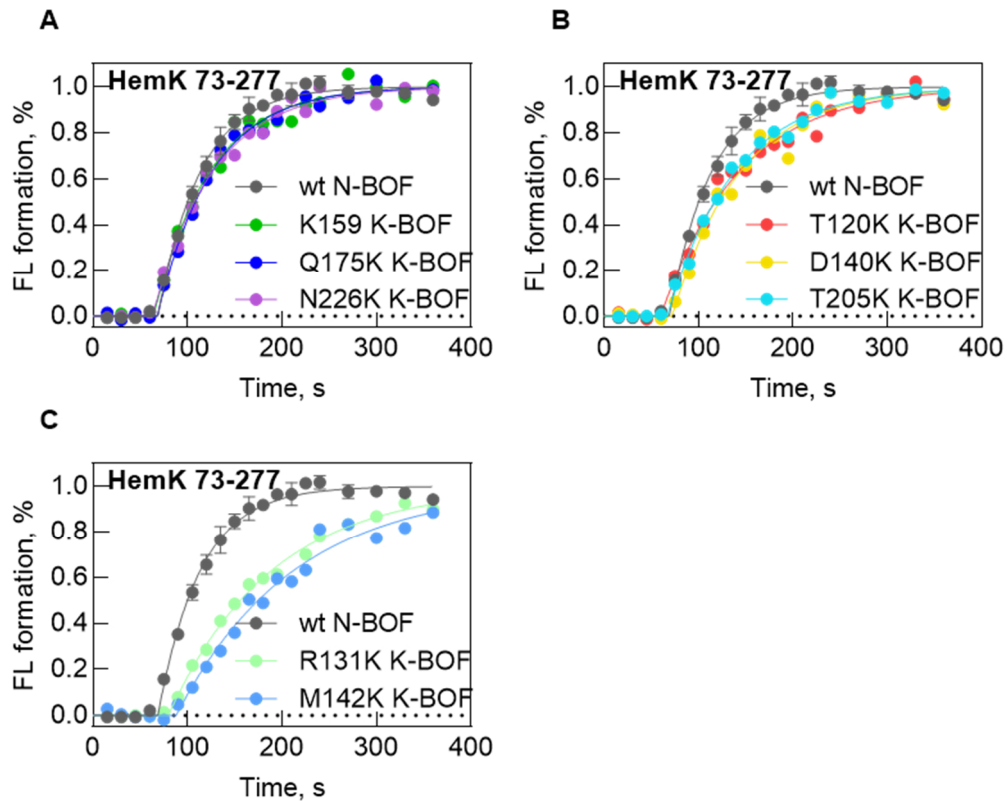 A
HemK 73-277
FL formation, %
1.0
0.8
0.6
0.4
0.2
0.0
wt N-BOF
K159 K-BOF
Q175K K-BOF
N226K K-BOF
0 100 200 300 400
Time, s
B
HemK 73-277
FL formation, %
1.0
0.8
0.6
0.4
0.2
0.0
wt N-BOF
T120K K-BOF
D140K K-BOF
T205K K-BOF
0 100 200 300 400
Time, s
C
HemK 73-277
FL formation, %
1.0
0.8
0.6
0.4
0.2
0.0
wt N-BOF
R131K K-BOF
M142K K-BOF
0 100 200 300 400
Time, s